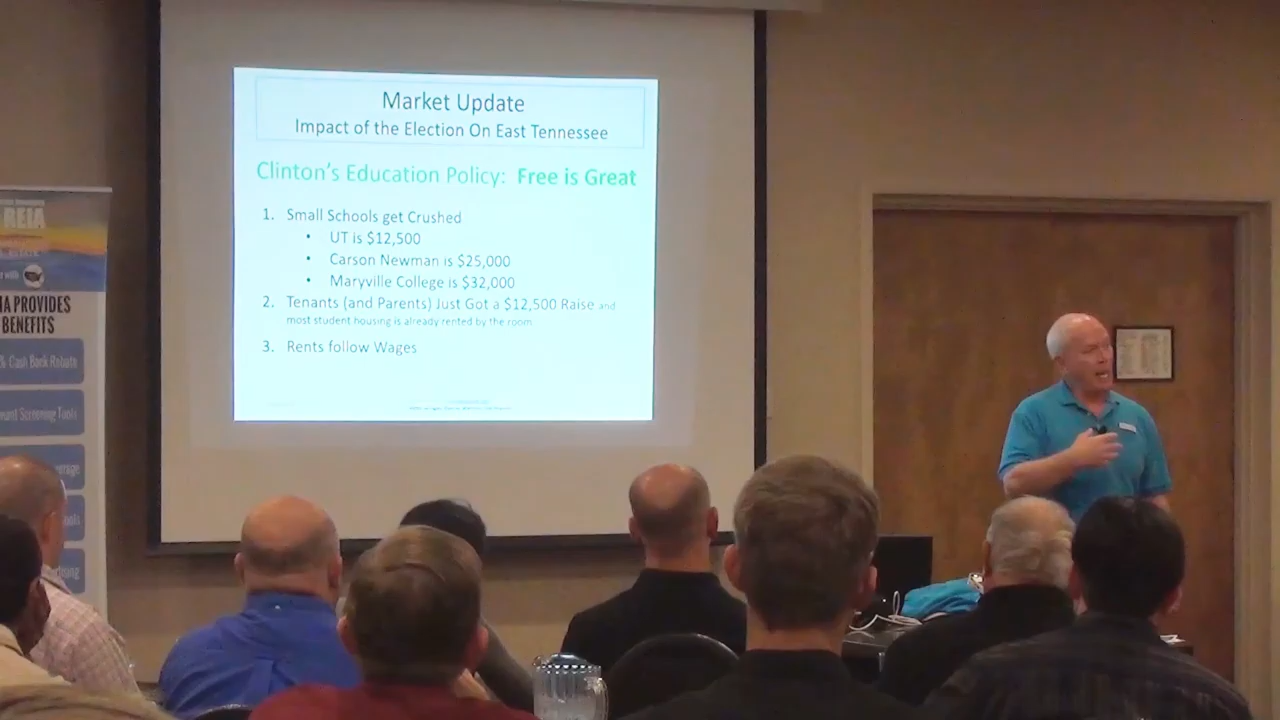 Market Update
Impact of the Election On East Tennessee
Clinton's Education Policy: Free is Great
1. Small Schools get Crushed
• UT is $12,500
• Carson Newman is $25,000
• Maryville College is $32,000
2. Tenants (and Parents) Just Got a $12,500 Raise and
most student housing is already rented by the room
3. Rents follow Wages
REIA
IA PROVIDES
BENEFITS
% Cash Back Rebate
nant Screening Tools